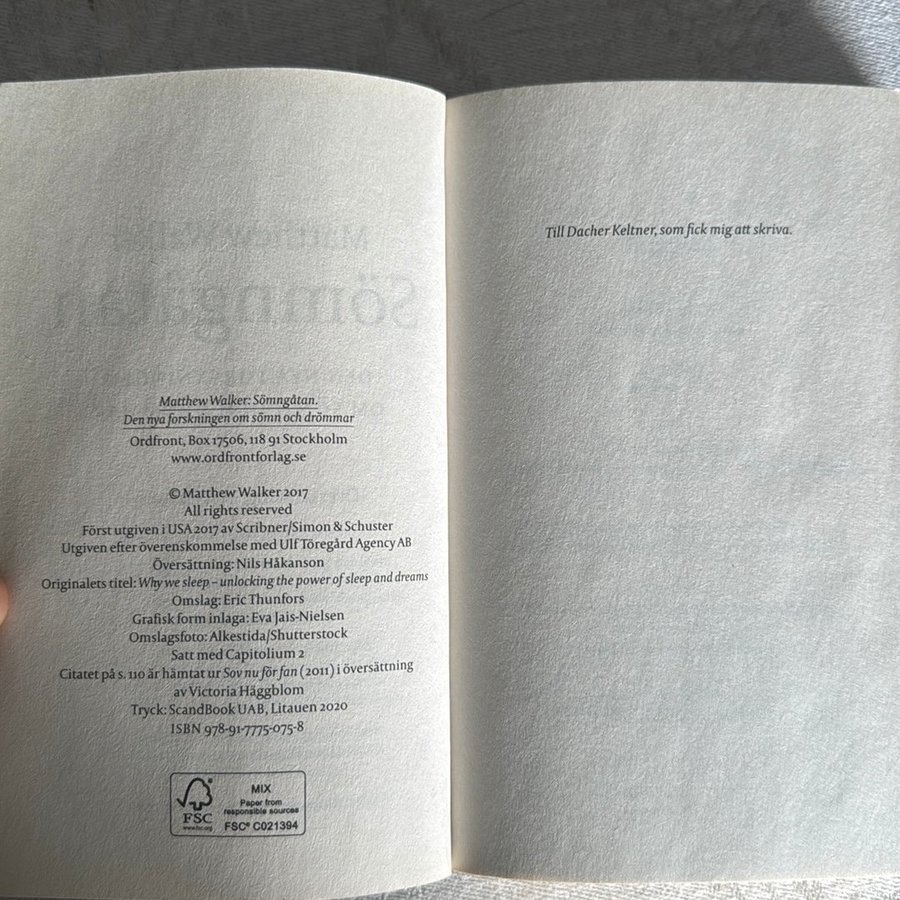 Matthew Walker: Sömngåtan.
Den nya forskningen om sömn och drömmar
Ordfront, Box 17506, 118 91 Stockholm
www.ordfrontforlag.se
© Matthew Walker 2017
All rights reserved
Först utgiven i USA 2017 av Scribner/Simon & Schuster
Utgiven efter överenskommelse med Ulf Töregård Agency AB
Översättning: Nils Håkanson
Originalets titel: Why we sleep – unlocking the power of sleep and dreams
Omslag: Eric Thunfors
Grafisk form inlaga: Eva Jais-Nielsen
Omslagsfoto: Alkestida/Shutterstock
Satt med Capitolium 2
Citatet på s. 110 är hämtat ur Sov nu för fan (2011) i översättning
av Victoria Häggblom
Tryck: ScandBook UAB, Litauen 2020
ISBN 978-91-7775-075-8
FSC
www.fsc.org
MIX
Paper from
responsible sources
FSC® C021394
Till Dacher Keltner, som fick mig att skriva.